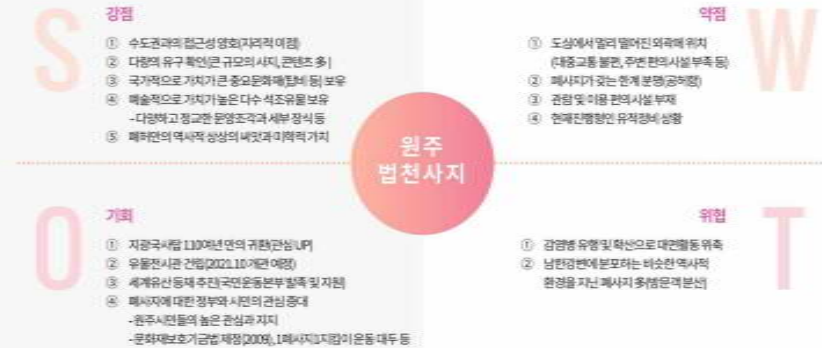 S
강점
① 수도권과의 접근성 양호(지리적 이점)
② 다량의 유구 확인(큰 규모의 사지, 콘텐츠 多)
③ 국가적으로 가치가 큰 중요문화재(탑비 등) 보유
④ 예술적으로 가치가 높은 다수 석조유물 보유
- 다양하고 정교한 문양조각과 세부 장식 등
⑤ 폐허만의 역사적 상상의 씨앗과 미학적 가치
W
약점
① 도심에서 멀리 떨어진 외곽에 위치
(대중교통 불편, 주변 편의시설 부족 등)
② 폐사지가 갖는 한계 분명(공허함)
③ 관람 및 이용 편의시설 부재
④ 현재진행형인 유적정비 상황
원주
법천사지
O
기회
① 지광국사탑 110여년 만의 귀환(관심 UP)
② 유물전시관 건립(2021.10 개관 예정)
③ 세계유산 등재 추진(국민운동본부 발족 및 지원)
④ 폐사지에 대한 정부와 시민의 관심 증대
- 원주시민들의 높은 관심과 지지
- 문화재보호기금법 제정(2009), 1폐사지1지킴이 운동 대두 등
T
위협
① 감염병 유행 및 확산으로 대면활동 위축
② 남한강변에 분포하는 비슷한 역사적
환경을 지닌 폐사지 多(방문객 분산)